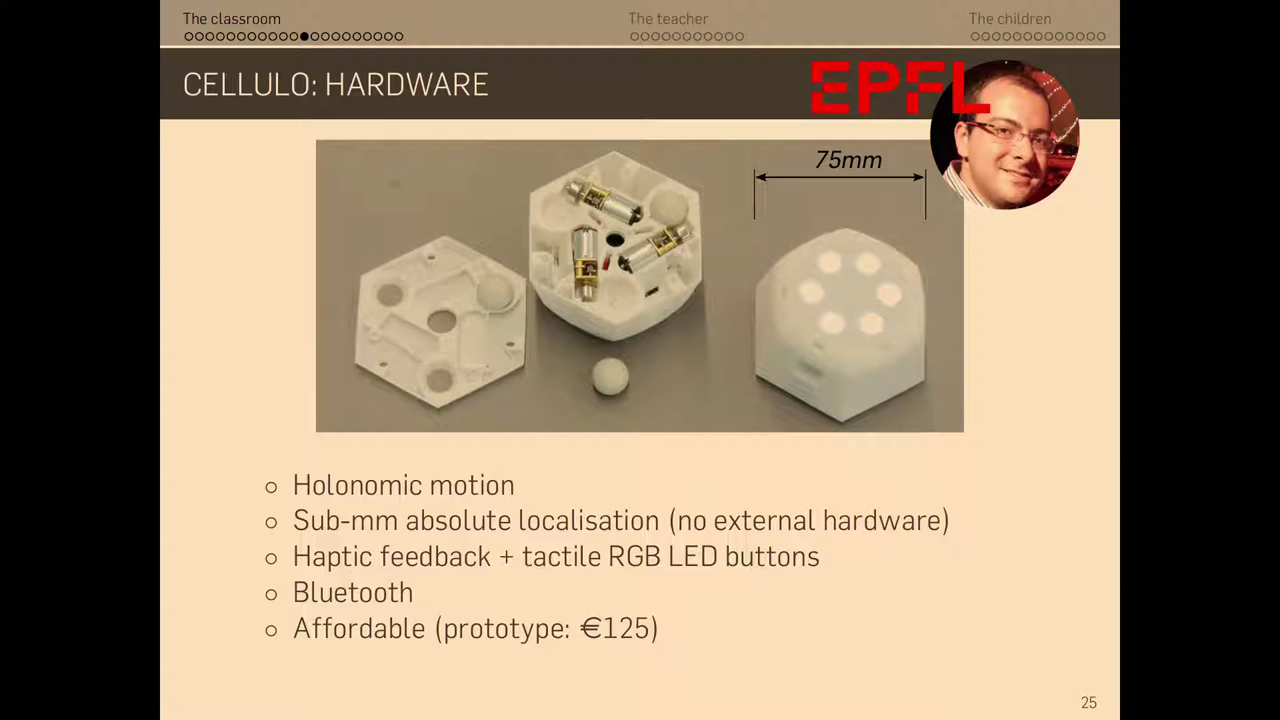 The classroom
The teacher
The children
CELLULO: HARDWARE
EPFL
75mm
Holonomic motion
Sub-mm absolute localisation (no external hardware)
Haptic feedback + tactile RGB LED buttons
Bluetooth
Affordable (prototype: €125)
25